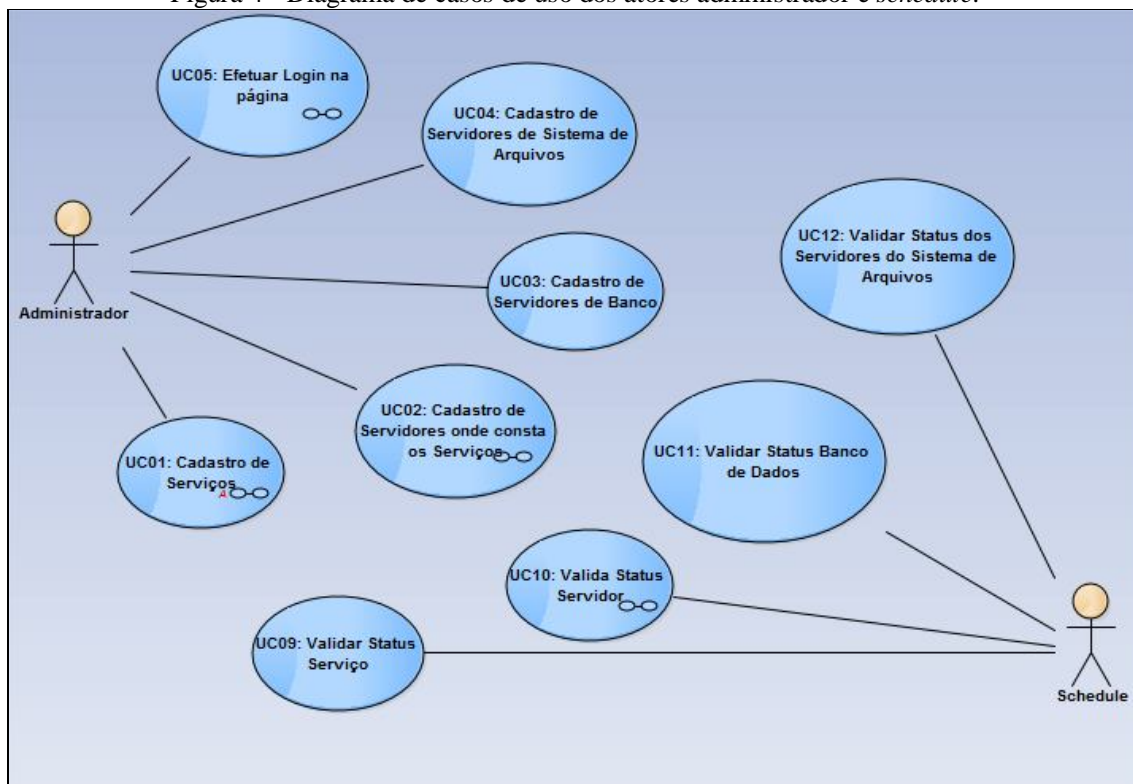 Figura 4 - Diagrama de casos de uso dos atores administrador e schedule.
UC05: Efetuar Login na
página
UC04: Cadastro de
Servidores de Sistema de
Arquivos
UC12: Validar Status dos
Servidores do Sistema de
Arquivos
UC03: Cadastro de
Servidores de Banco
Administrador
UC02: Cadastro de
Servidores onde consta
os Serviços
UC01: Cadastro de
Serviços
A
UC11: Validar Status Banco
de Dados
UC10: Valida Status
Servidor
UC09: Validar Status
Serviço
Schedule